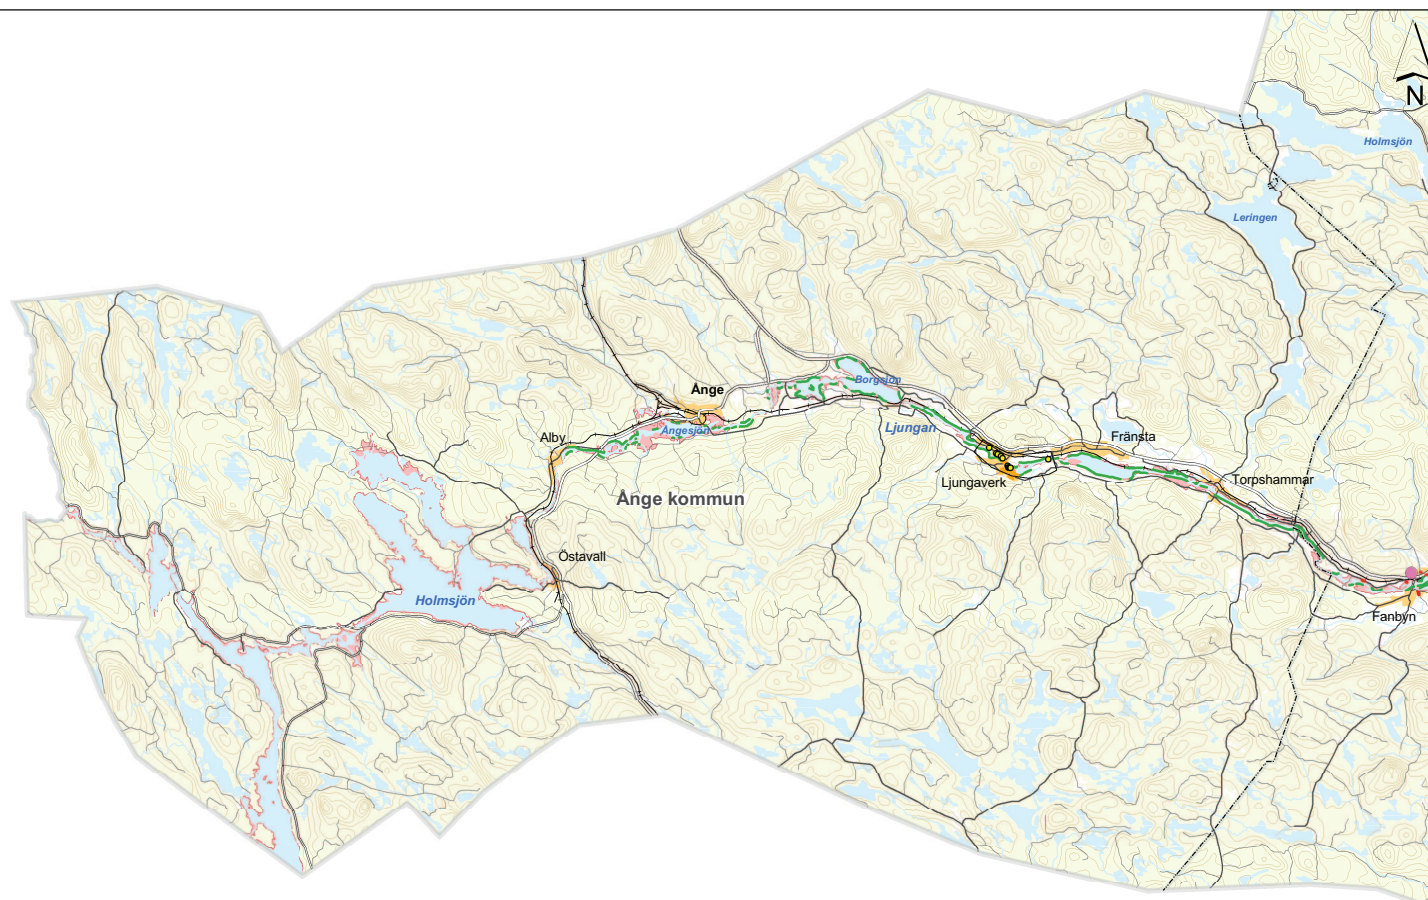 N
Holmsjön
Leringen
Borgsjön
Ånge
Ångesjön
Ljungan
Alby
Fränsta
Ljungaverk
Torpshammar
Ånge kommun
Östavall
Holmsjön
Fanbyn